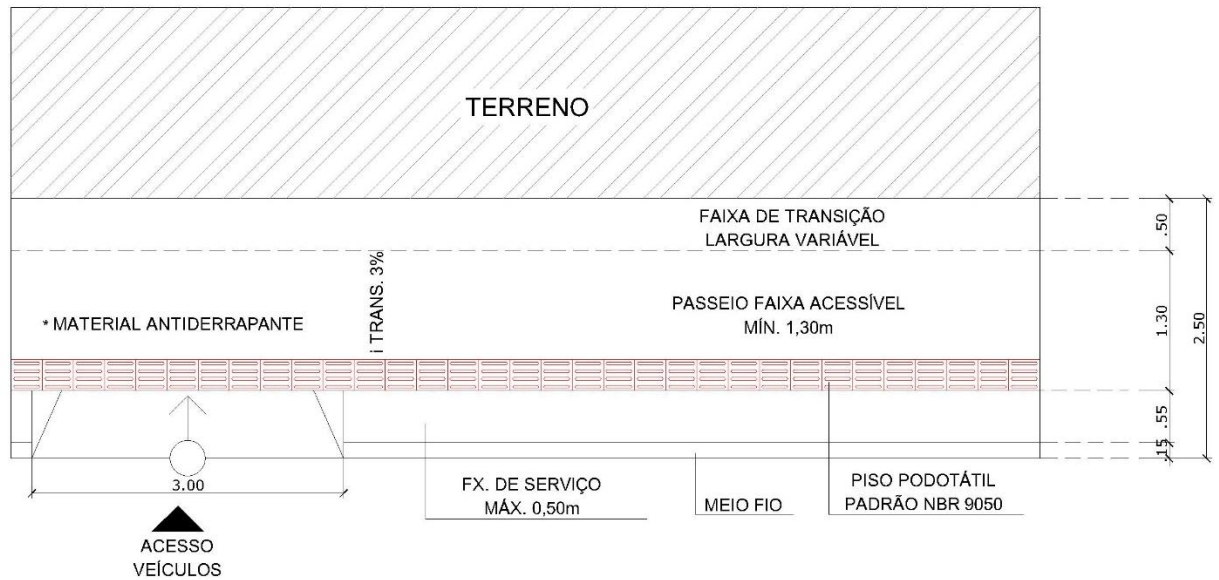 TERRENO
FAIXA DE TRANSIÇÃO
LARGURA VARIÁVEL
.50
i TRANS. 3%
* MATERIAL ANTIDERRAPANTE
PASSEIO FAIXA ACESSÍVEL
MÍN. 1,30m
1.30
2.50
.55
.15
3.00
FX. DE SERVIÇO
MÁX. 0,50m
MEIO FIO
PISO PODOTÁTIL
PADRÃO NBR 9050
ACESSO
VEÍCULOS